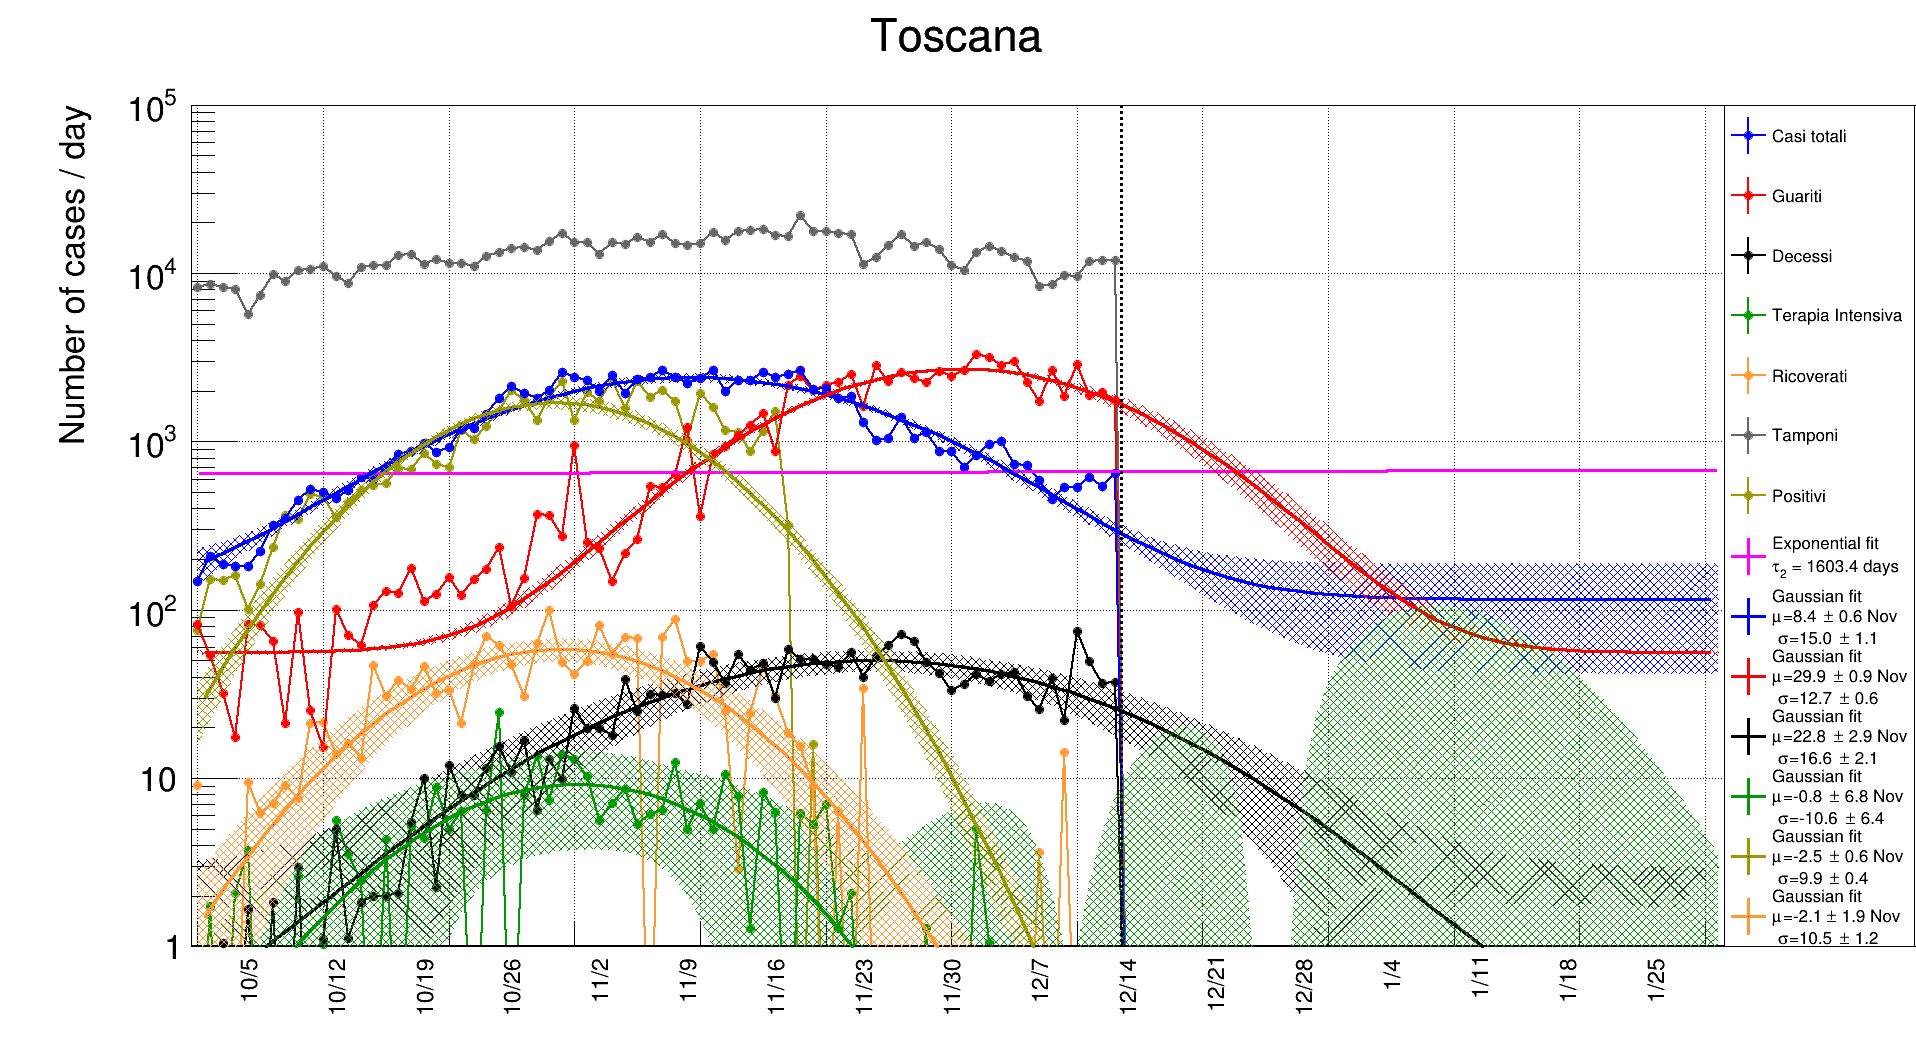 Toscana
Number of cases / day
10^5
10^4
10^3
10^2
10
1
10/5
10/12
10/19
10/26
11/2
11/9
11/16
11/23
11/30
12/7
12/14
12/21
12/28
1/4
1/11
1/18
1/25
Casi totali
Guariti
Decessi
Terapia Intensiva
Ricoverati
Tamponi
Positivi
Exponential fit
τ₂ = 1603.4 days
Gaussian fit
μ=8.4 ± 0.6 Nov
σ=15.0 ± 1.1
Gaussian fit
μ=29.9 ± 0.9 Nov
σ=12.7 ± 0.6
Gaussian fit
μ=22.8 ± 2.9 Nov
σ=16.6 ± 2.1
Gaussian fit
μ=-0.8 ± 6.8 Nov
σ=-10.6 ± 6.4
Gaussian fit
μ=-2.5 ± 0.6 Nov
σ=9.9 ± 0.4
Gaussian fit
μ=-2.1 ± 1.9 Nov
σ=10.5 ± 1.2